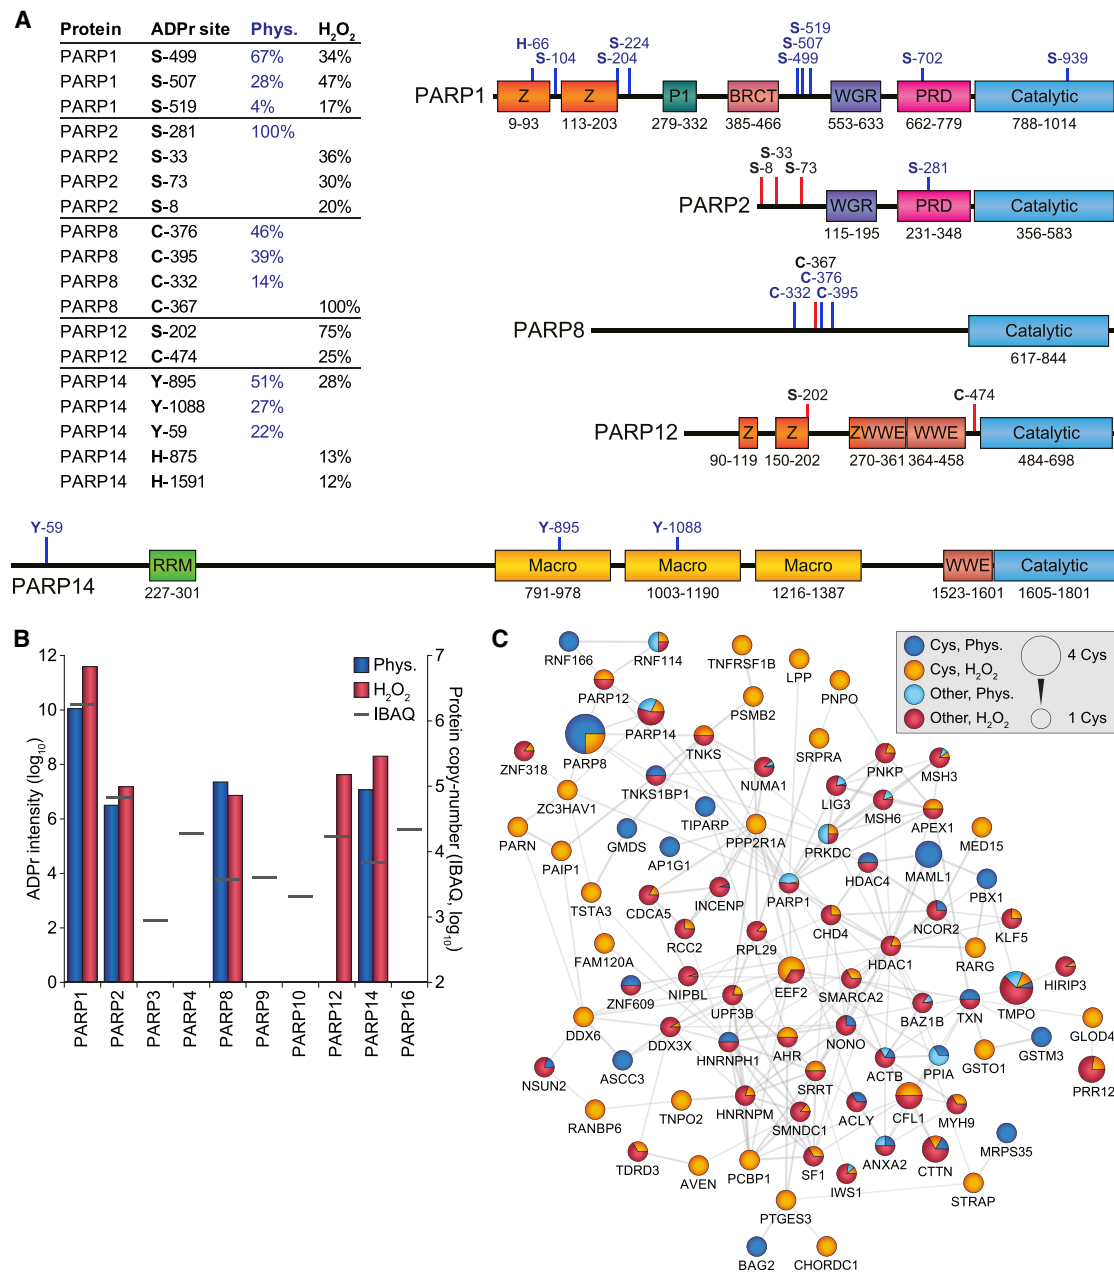 A
Protein ADPr site Phys. H2O2
PARP1 S-499 67% 34%
PARP1 S-507 28% 47%
PARP1 S-519 4% 17%
PARP2 S-281 100%
PARP2 S-33 36%
PARP2 S-73 30%
PARP2 S-8 20%
PARP8 C-376 46%
PARP8 C-395 39%
PARP8 C-332 14%
PARP8 C-367 100%
PARP12 S-202 75%
PARP12 C-474 25%
PARP14 Y-895 51% 28%
PARP14 Y-1088 27%
PARP14 Y-59 22%
PARP14 H-875 13%
PARP14 H-1591 12%
S-519
H-66 S-224 S-507
S-104 S-204 S-499 S-702 S-939
PARP1 Z Z P1 BRCT WGR PRD Catalytic
9-93 113-203 279-332 385-466 553-633 662-779 788-1014
S-33
S-8 S-73 S-281
PARP2 WGR PRD Catalytic
115-195 231-348 356-583
C-367
C-376
C-332 C-395
PARP8 Catalytic
617-844
S-202 C-474
PARP12 Z Z ZWWE WWE Catalytic
90-119 150-202 270-361 364-458 484-698
Y-59 Y-895 Y-1088
PARP14 RRM Macro Macro Macro WWE Catalytic
227-301 791-978 1003-1190 1216-1387 1523-1601 1605-1801
B
ADPr intensity (log10)
12
10
8
6
4
2
0
Phys.
H2O2
IBAQ
7
6
5
4
3
2
Protein copy-number (IBAQ, log10)
PARP1 PARP2 PARP3 PARP4 PARP8 PARP9 PARP10 PARP12 PARP14 PARP16
C
Cys, Phys.
Cys, H2O2
Other, Phys.
Other, H2O2
4 Cys
1 Cys
RNF166 RNF114 TNFRSF1B LPP
PARP12 PNPO
PARP14 PSMB2
PARP8 TNKS SRPRA
ZNF318 TNKS1BP1 NUMA1 PNKP MSH3
ZC3HAV1 TIPARP LIG3 MSH6 APEX1
PARN GMDS PPP2R1A PRKDC MED15
PAIP1 AP1G1 HDAC4 MAML1
TSTA3 CDCA5 INCENP PARP1 PBX1
RCC2 RPL29 CHD4 NCOR2 KLF5
FAM120A HDAC1 RARG
ZNF609 NIPBL EEF2 SMARCA2 HIRIP3
UPF3B BAZ1B TXN TMPO
DDX6 DDX3X NONO GLOD4
HNRNPH1 AHR ACTB PPIA GSTM3
NSUN2 ASCC3 SRRT GSTO1 PRR12
RANBP6 TNPO2 HNRNPM SMNDC1 ACLY CFL1 MYH9
MRPS35
TDRD3 AVEN PCBP1 SF1 IWS1 ANXA2 CTTN
STRAP
PTGES3
BAG2 CHORDC1